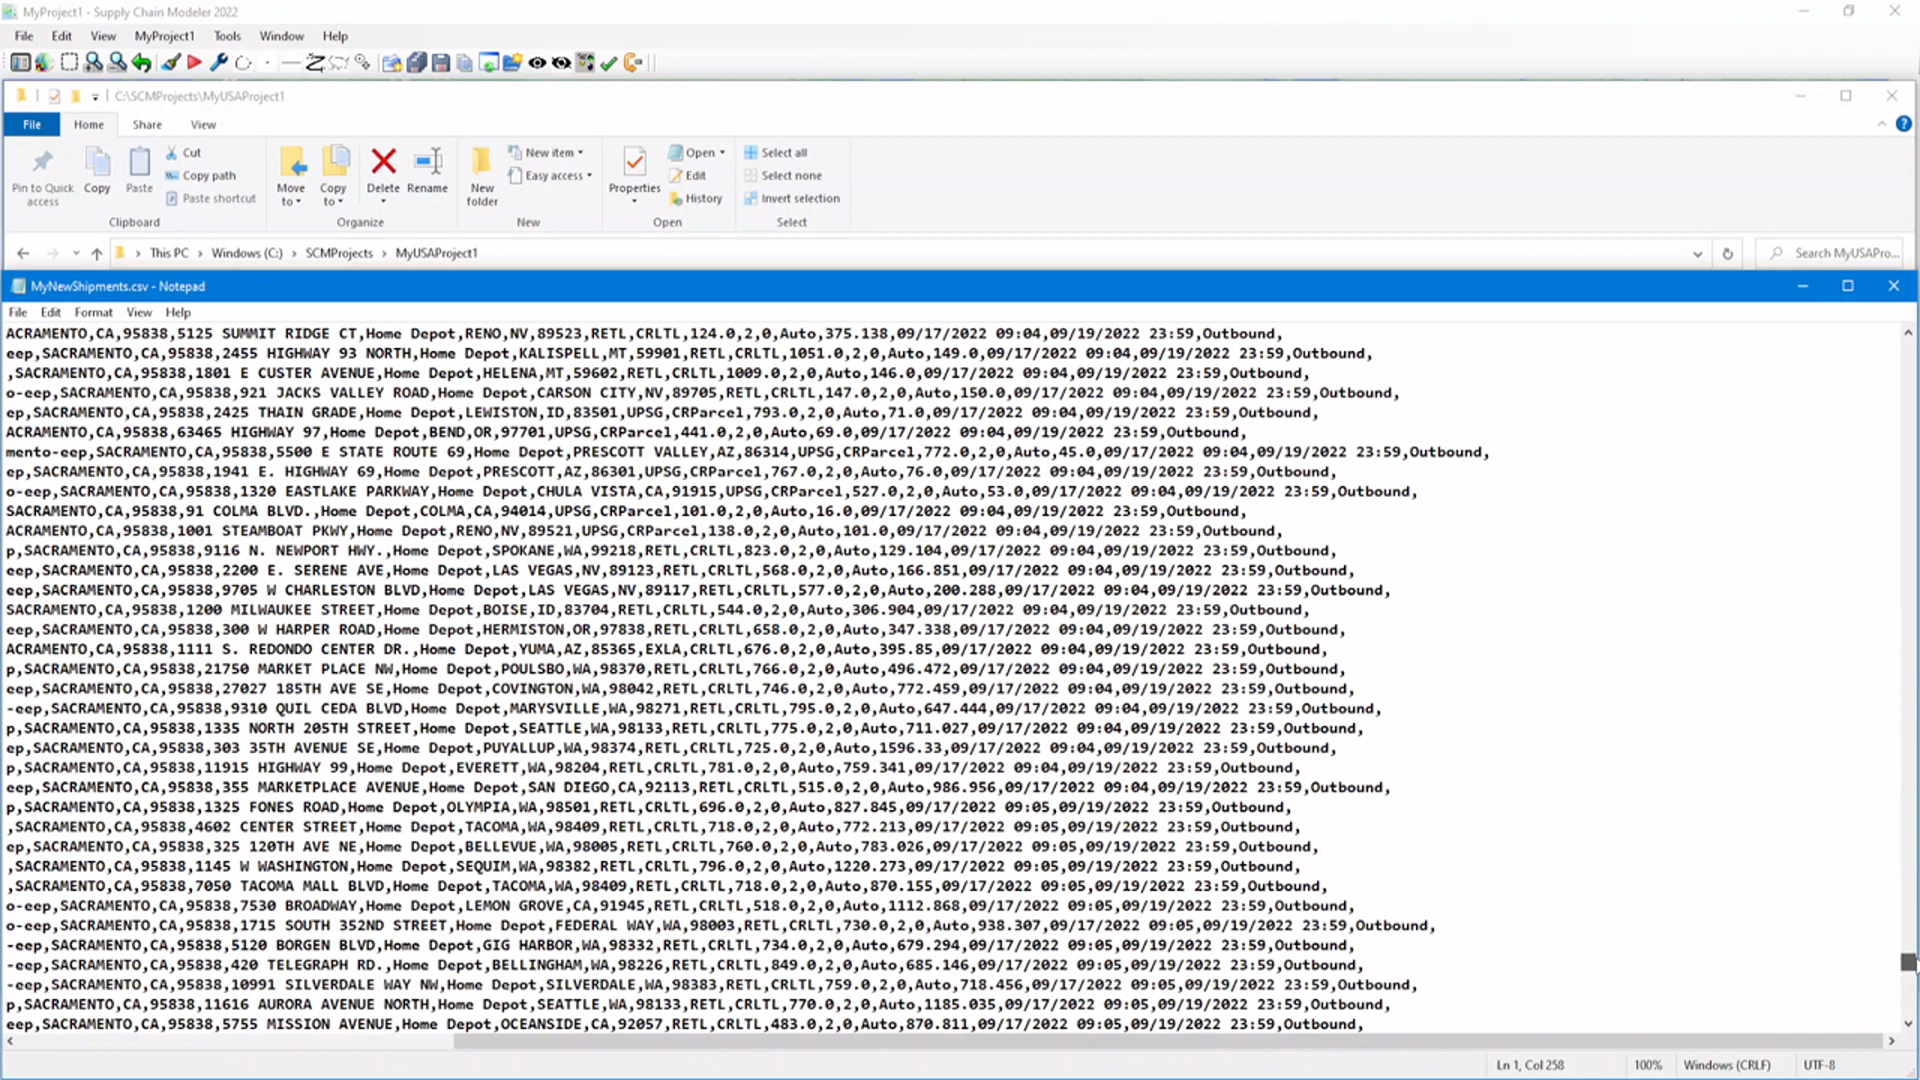 MyProject1 - Supply Chain Modeler 2022
File Edit View MyProject1 Tools Window Help
C:\SCMProjects\MyUSAProject1
File Home Share View
Pin to Quick access
Copy
Paste
Cut
Copy path
Paste shortcut
Clipboard
Move to
Copy to
Delete
Rename
Organize
New folder
New item
Easy access
New
Properties
Open
Edit
History
Open
Select all
Select none
Invert selection
Select
This PC > Windows (C:) > SCMProjects > MyUSAProject1
Search MyUSAPro...
MyNewShipments.csv - Notepad
File Edit Format View Help
ACRAMENTO,CA,95838,5125 SUMMIT RIDGE CT,Home Depot,RENO,NV,89523,RETL,CRLTL,124.0,2,0,Auto,375.138,09/17/2022 09:04,09/19/2022 23:59,Outbound,
eep,SACRAMENTO,CA,95838,2455 HIGHWAY 93 NORTH,Home Depot,KALISPELL,MT,59901,RETL,CRLTL,1051.0,2,0,Auto,149.0,09/17/2022 09:04,09/19/2022 23:59,Outbound,
,SACRAMENTO,CA,95838,1801 E CUSTER AVENUE,Home Depot,HELENA,MT,59602,RETL,CRLTL,1009.0,2,0,Auto,146.0,09/17/2022 09:04,09/19/2022 23:59,Outbound,
o-eep,SACRAMENTO,CA,95838,921 JACKS VALLEY ROAD,Home Depot,CARSON CITY,NV,89705,RETL,CRLTL,147.0,2,0,Auto,150.0,09/17/2022 09:04,09/19/2022 23:59,Outbound,
ep,SACRAMENTO,CA,95838,2425 THAIN GRADE,Home Depot,LEWISTON,ID,83501,UPSG,CRParcel,793.0,2,0,Auto,71.0,09/17/2022 09:04,09/19/2022 23:59,Outbound,
ACRAMENTO,CA,95838,63465 HIGHWAY 97,Home Depot,BEND,OR,97701,UPSG,CRParcel,441.0,2,0,Auto,69.0,09/17/2022 09:04,09/19/2022 23:59,Outbound,
mento-eep,SACRAMENTO,CA,95838,5500 E STATE ROUTE 69,Home Depot,PRESCOTT VALLEY,AZ,86314,UPSG,CRParcel,772.0,2,0,Auto,45.0,09/17/2022 09:04,09/19/2022 23:59,Outbound,
ep,SACRAMENTO,CA,95838,1941 E. HIGHWAY 69,Home Depot,PRESCOTT,AZ,86301,UPSG,CRParcel,767.0,2,0,Auto,76.0,09/17/2022 09:04,09/19/2022 23:59,Outbound,
o-eep,SACRAMENTO,CA,95838,1320 EASTLAKE PARKWAY,Home Depot,CHULA VISTA,CA,91915,UPSG,CRParcel,527.0,2,0,Auto,53.0,09/17/2022 09:04,09/19/2022 23:59,Outbound,
SACRAMENTO,CA,95838,91 COLMA BLVD.,Home Depot,COLMA,CA,94014,UPSG,CRParcel,101.0,2,0,Auto,16.0,09/17/2022 09:04,09/19/2022 23:59,Outbound,
ACRAMENTO,CA,95838,1001 STEAMBOAT PKWY,Home Depot,RENO,NV,89521,UPSG,CRParcel,138.0,2,0,Auto,101.0,09/17/2022 09:04,09/19/2022 23:59,Outbound,
p,SACRAMENTO,CA,95838,9116 N. NEWPORT HWY.,Home Depot,SPOKANE,WA,99218,RETL,CRLTL,823.0,2,0,Auto,129.104,09/17/2022 09:04,09/19/2022 23:59,Outbound,
eep,SACRAMENTO,CA,95838,2200 E. SERENE AVE,Home Depot,LAS VEGAS,NV,89123,RETL,CRLTL,568.0,2,0,Auto,166.851,09/17/2022 09:04,09/19/2022 23:59,Outbound,
eep,SACRAMENTO,CA,95838,9705 W CHARLESTON BLVD,Home Depot,LAS VEGAS,NV,89117,RETL,CRLTL,577.0,2,0,Auto,200.288,09/17/2022 09:04,09/19/2022 23:59,Outbound,
SACRAMENTO,CA,95838,1200 MILWAUKEE STREET,Home Depot,BOISE,ID,83704,RETL,CRLTL,544.0,2,0,Auto,306.904,09/17/2022 09:04,09/19/2022 23:59,Outbound,
eep,SACRAMENTO,CA,95838,300 W HARPER ROAD,Home Depot,HERMISTON,OR,97838,RETL,CRLTL,658.0,2,0,Auto,347.338,09/17/2022 09:04,09/19/2022 23:59,Outbound,
ACRAMENTO,CA,95838,1111 S. REDONDO CENTER DR.,Home Depot,YUMA,AZ,85365,EXLA,CRLTL,676.0,2,0,Auto,395.85,09/17/2022 09:04,09/19/2022 23:59,Outbound,
p,SACRAMENTO,CA,95838,21750 MARKET PLACE NW,Home Depot,POULSBO,WA,98370,RETL,CRLTL,766.0,2,0,Auto,496.472,09/17/2022 09:04,09/19/2022 23:59,Outbound,
eep,SACRAMENTO,CA,95838,27027 185TH AVE SE,Home Depot,COVINGTON,WA,98042,RETL,CRLTL,746.0,2,0,Auto,772.459,09/17/2022 09:04,09/19/2022 23:59,Outbound,
-eep,SACRAMENTO,CA,95838,9310 QUIL CEDA BLVD,Home Depot,MARYSVILLE,WA,98271,RETL,CRLTL,795.0,2,0,Auto,647.444,09/17/2022 09:04,09/19/2022 23:59,Outbound,
p,SACRAMENTO,CA,95838,1335 NORTH 205TH STREET,Home Depot,SEATTLE,WA,98133,RETL,CRLTL,775.0,2,0,Auto,711.027,09/17/2022 09:04,09/19/2022 23:59,Outbound,
ep,SACRAMENTO,CA,95838,303 35TH AVENUE SE,Home Depot,PUYALLUP,WA,98374,RETL,CRLTL,725.0,2,0,Auto,1596.33,09/17/2022 09:04,09/19/2022 23:59,Outbound,
p,SACRAMENTO,CA,95838,11915 HIGHWAY 99,Home Depot,EVERETT,WA,98204,RETL,CRLTL,781.0,2,0,Auto,759.341,09/17/2022 09:04,09/19/2022 23:59,Outbound,
eep,SACRAMENTO,CA,95838,355 MARKETPLACE AVENUE,Home Depot,SAN DIEGO,CA,92113,RETL,CRLTL,515.0,2,0,Auto,986.956,09/17/2022 09:04,09/19/2022 23:59,Outbound,
p,SACRAMENTO,CA,95838,1325 FONES ROAD,Home Depot,OLYMPIA,WA,98501,RETL,CRLTL,696.0,2,0,Auto,827.845,09/17/2022 09:05,09/19/2022 23:59,Outbound,
,SACRAMENTO,CA,95838,4602 CENTER STREET,Home Depot,TACOMA,WA,98409,RETL,CRLTL,718.0,2,0,Auto,772.213,09/17/2022 09:05,09/19/2022 23:59,Outbound,
ep,SACRAMENTO,CA,95838,325 120TH AVE NE,Home Depot,BELLEVUE,WA,98005,RETL,CRLTL,760.0,2,0,Auto,783.026,09/17/2022 09:05,09/19/2022 23:59,Outbound,
,SACRAMENTO,CA,95838,1145 W WASHINGTON,Home Depot,SEQUIM,WA,98382,RETL,CRLTL,796.0,2,0,Auto,1220.273,09/17/2022 09:05,09/19/2022 23:59,Outbound,
,SACRAMENTO,CA,95838,7050 TACOMA MALL BLVD,Home Depot,TACOMA,WA,98409,RETL,CRLTL,718.0,2,0,Auto,870.155,09/17/2022 09:05,09/19/2022 23:59,Outbound,
o-eep,SACRAMENTO,CA,95838,7530 BROADWAY,Home Depot,LEMON GROVE,CA,91945,RETL,CRLTL,518.0,2,0,Auto,1112.868,09/17/2022 09:05,09/19/2022 23:59,Outbound,
o-eep,SACRAMENTO,CA,95838,1715 SOUTH 352ND STREET,Home Depot,FEDERAL WAY,WA,98003,RETL,CRLTL,730.0,2,0,Auto,938.307,09/17/2022 09:05,09/19/2022 23:59,Outbound,
-eep,SACRAMENTO,CA,95838,5120 BORGEN BLVD,Home Depot,GIG HARBOR,WA,98332,RETL,CRLTL,734.0,2,0,Auto,679.294,09/17/2022 09:05,09/19/2022 23:59,Outbound,
-eep,SACRAMENTO,CA,95838,420 TELEGRAPH RD.,Home Depot,BELLINGHAM,WA,98226,RETL,CRLTL,849.0,2,0,Auto,685.146,09/17/2022 09:05,09/19/2022 23:59,Outbound,
-eep,SACRAMENTO,CA,95838,10991 SILVERDALE WAY NW,Home Depot,SILVERDALE,WA,98383,RETL,CRLTL,759.0,2,0,Auto,718.456,09/17/2022 09:05,09/19/2022 23:59,Outbound,
p,SACRAMENTO,CA,95838,11616 AURORA AVENUE NORTH,Home Depot,SEATTLE,WA,98133,RETL,CRLTL,770.0,2,0,Auto,1185.035,09/17/2022 09:05,09/19/2022 23:59,Outbound,
eep,SACRAMENTO,CA,95838,5755 MISSION AVENUE,Home Depot,OCEANSIDE,CA,92057,RETL,CRLTL,483.0,2,0,Auto,870.811,09/17/2022 09:05,09/19/2022 23:59,Outbound,
Ln 1, Col 258 100% Windows (CRLF) UTF-8